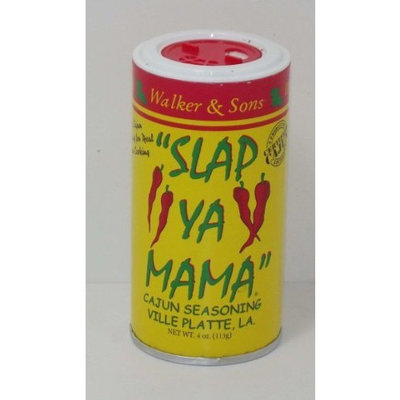 Walker & Sons
"SLAP
YA
MAMA"
CAJUN SEASONING
VILLE PLATTE, LA.
NET WT. 4 oz. (113g)